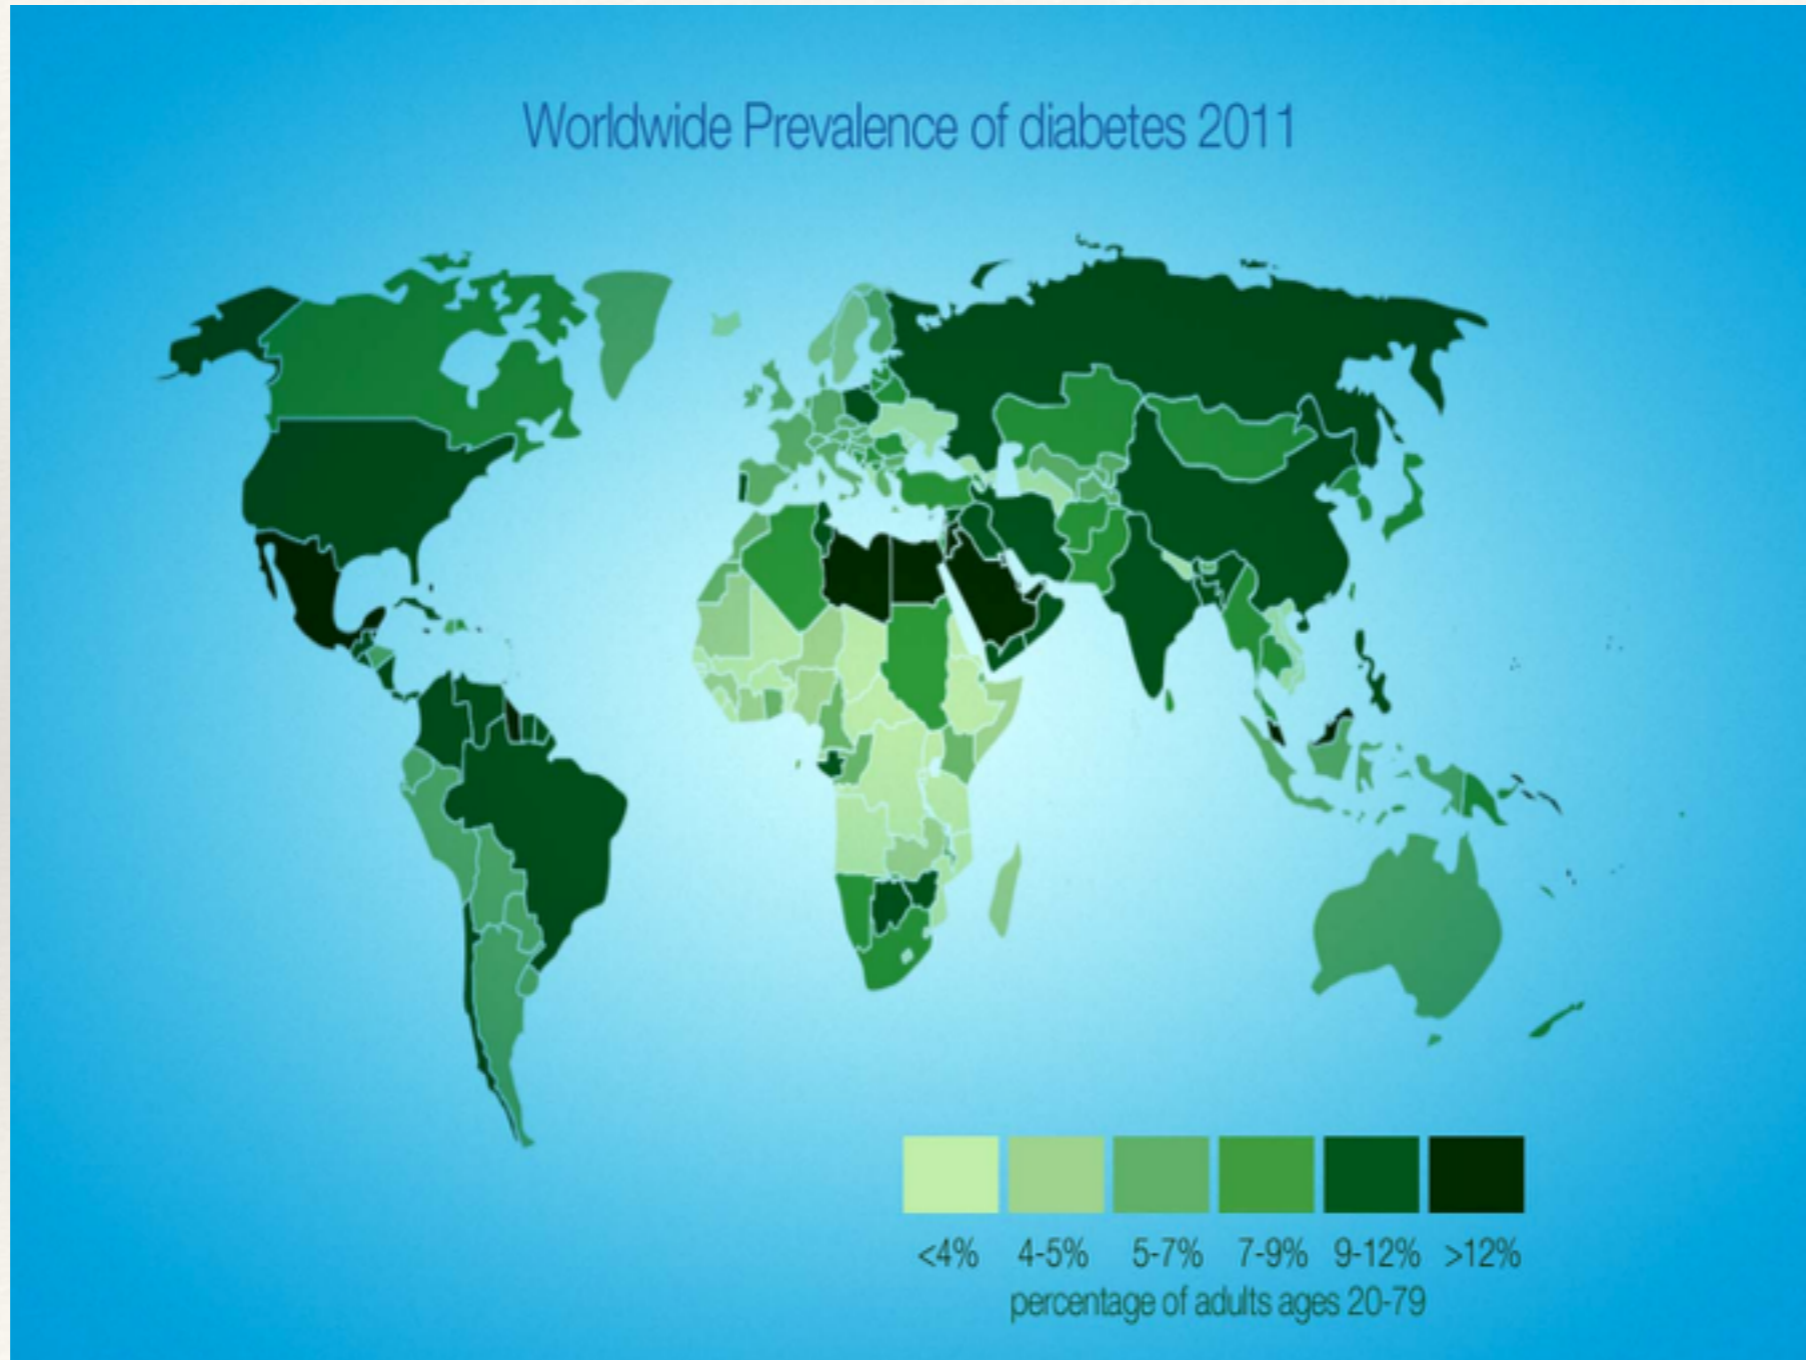 Worldwide Prevalence of diabetes 2011
<4% 4-5% 5-7% 7-9% 9-12% >12%
percentage of adults ages 20-79